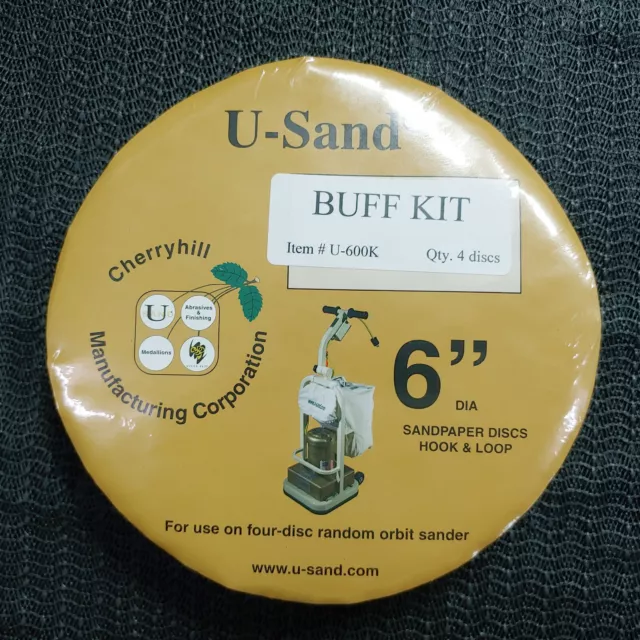 U-Sand
BUFF KIT
Item # U-600K Qty. 4 discs
Cherryhill
Manufacturing Corporation
U
Abrasives
&
Finishing
Medallions
6”
DIA
SANDPAPER DISCS
HOOK & LOOP
For use on four-disc random orbit sander
www.u-sand.com